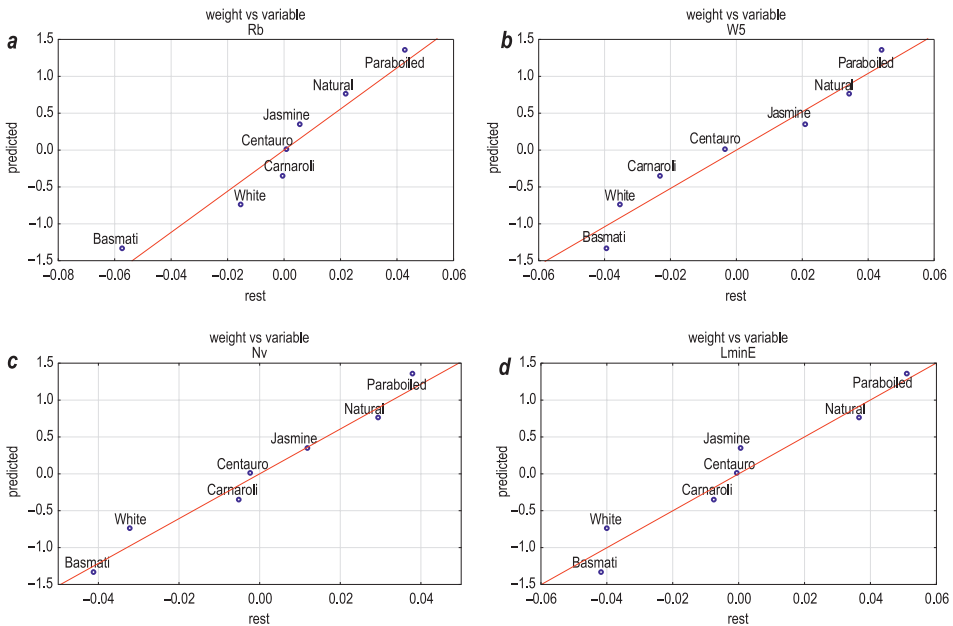 a
weight vs variable
Rb
1.5
1.0
0.5
0.0
−0.5
−1.0
−1.5
predicted
Paraboiled
Natural
Jasmine
Centauro
Carnaroli
White
Basmati
−0.08 −0.06 −0.04 −0.02 0.00 0.02 0.04 0.06
rest
b
weight vs variable
W5
1.5
1.0
0.5
0.0
−0.5
−1.0
−1.5
predicted
Paraboiled
Natural
Jasmine
Centauro
Carnaroli
White
Basmati
−0.06 −0.04 −0.02 0.00 0.02 0.04 0.06
rest
c
weight vs variable
Nv
1.5
1.0
0.5
0.0
−0.5
−1.0
−1.5
predicted
Paraboiled
Natural
Jasmine
Centauro
Carnaroli
White
Basmati
−0.04 −0.02 0.00 0.02 0.04
rest
d
weight vs variable
LminE
1.5
1.0
0.5
0.0
−0.5
−1.0
−1.5
predicted
Paraboiled
Natural
Jasmine
Centauro
Carnaroli
White
Basmati
−0.06 −0.04 −0.02 0.00 0.02 0.04 0.06
rest